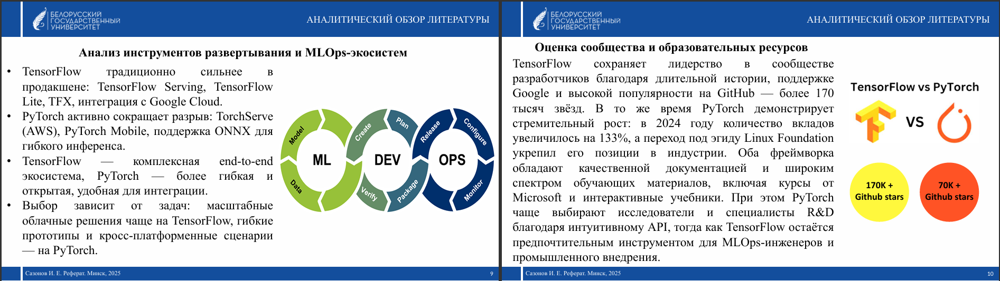 БЕЛОРУССКИЙ
ГОСУДАРСТВЕННЫЙ
УНИВЕРСИТЕТ
АНАЛИТИЧЕСКИЙ ОБЗОР ЛИТЕРАТУРЫ
Анализ инструментов развертывания и MLOps-экосистем
• TensorFlow традиционно сильнее в
продакшене: TensorFlow Serving, TensorFlow
Lite, TFX, интеграция с Google Cloud.
• PyTorch активно сокращает разрыв: TorchServe
(AWS), PyTorch Mobile, поддержка ONNX для
гибкого инференса.
• TensorFlow — комплексная end-to-end
экосистема, PyTorch — более гибкая и
открытая, удобная для интеграции.
• Выбор зависит от задач: масштабные
облачные решения чаще на TensorFlow, гибкие
прототипы и кросс-платформенные сценарии
— на PyTorch.
Model
Data
ML
Create
Plan
DEV
Verify
Package
Release
Configure
OPS
Monitor
Сазонов И. Е. Реферат. Минск, 2025
9
БЕЛОРУССКИЙ
ГОСУДАРСТВЕННЫЙ
УНИВЕРСИТЕТ
АНАЛИТИЧЕСКИЙ ОБЗОР ЛИТЕРАТУРЫ
Оценка сообщества и образовательных ресурсов
TensorFlow сохраняет лидерство в сообществе
разработчиков благодаря длительной истории, поддержке
Google и высокой популярности на GitHub — более 170
тысяч звёзд. В то же время PyTorch демонстрирует
стремительный рост: в 2024 году количество вкладов
увеличилось на 133%, а переход под эгиду Linux Foundation
укрепил его позиции в индустрии. Оба фреймворка
обладают качественной документацией и широким
спектром обучающих материалов, включая курсы от
Microsoft и интерактивные учебники. При этом PyTorch
чаще выбирают исследователи и специалисты R&D
благодаря интуитивному API, тогда как TensorFlow остаётся
предпочтительным инструментом для MLOps-инженеров и
промышленного внедрения.
TensorFlow vs PyTorch
VS
170K +
Github stars
70K +
Github stars
Сазонов И. Е. Реферат. Минск, 2025
10